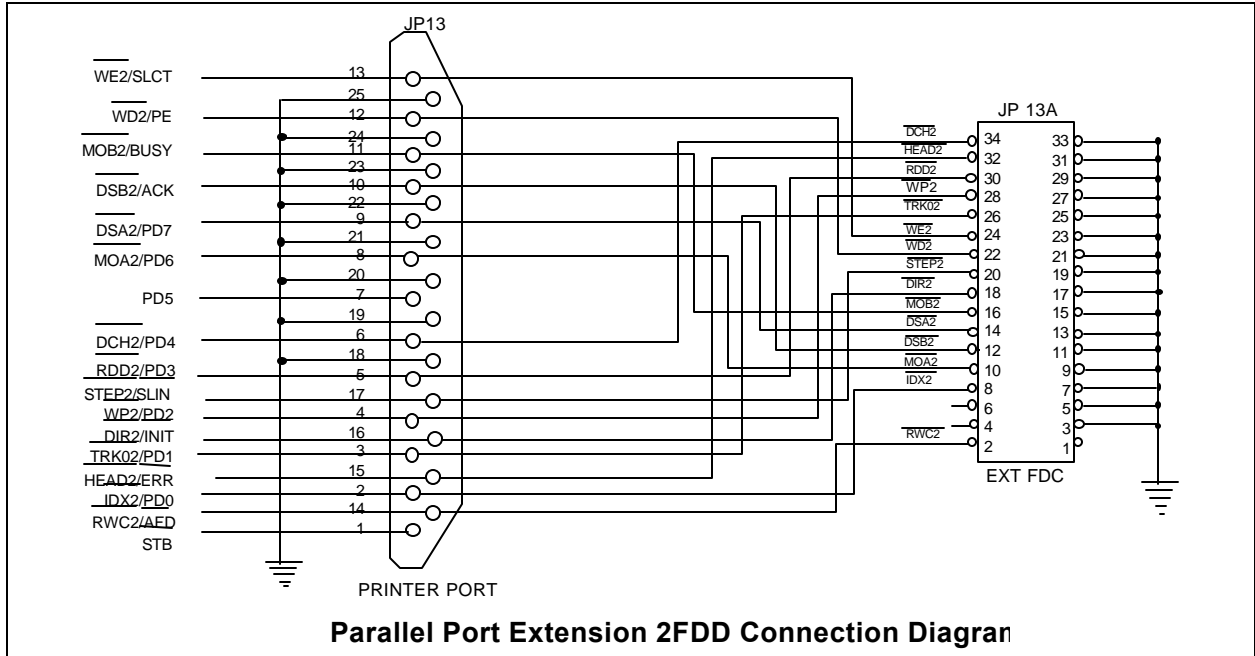 JP13
WE2/SLCT
13
25
WD2/PE
12
24
MOB2/BUSY
11
23
DSB2/ACK
10
22
DSA2/PD7
9
21
MOA2/PD6
8
20
PD5
7
19
DCH2/PD4
6
18
RDD2/PD3
5
STEP2/SLIN
17
WP2/PD2
4
DIR2/INIT
16
TRK02/PD1
3
HEAD2/ERR
15
IDX2/PD0
2
RWC2/AFD
14
STB
1
PRINTER PORT
JP 13A
DCH2 34 33
HEAD2 32 31
RDD2 30 29
WP2 28 27
TRK02 26 25
WE2 24 23
WD2 22 21
STEP2 20 19
DIR2 18 17
MOB2 16 15
DSA2 14 13
DSB2 12 11
MOA2 10 9
IDX2 8 7
6 5
4 3
RWC2 2 1
EXT FDC
Parallel Port Extension 2FDD Connection Diagran